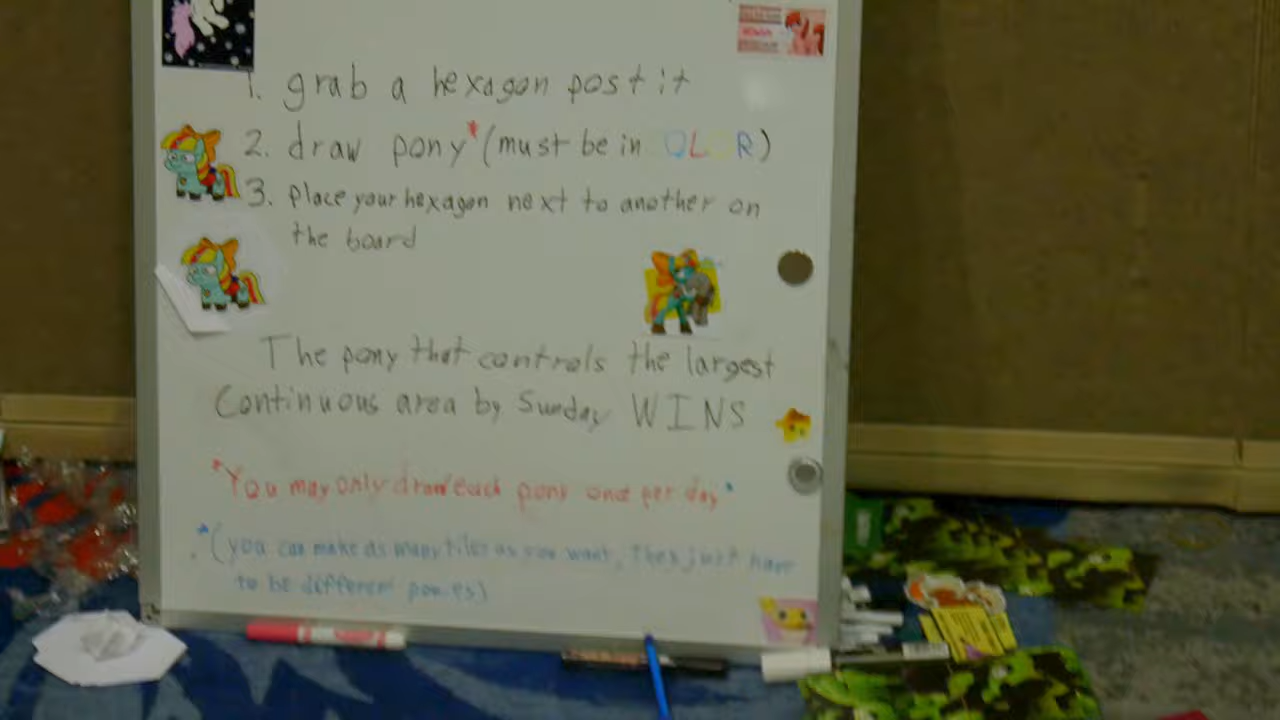 1. grab a hexagon post it
2. draw pony* (must be in COLOR)
3. Place your hexagon next to another on
the board
The pony that controls the largest
Continuous area by Sunday WINS
*You may only draw each pony once per day*
*(you can make as many tiles as you want, they just have
to be different ponies)